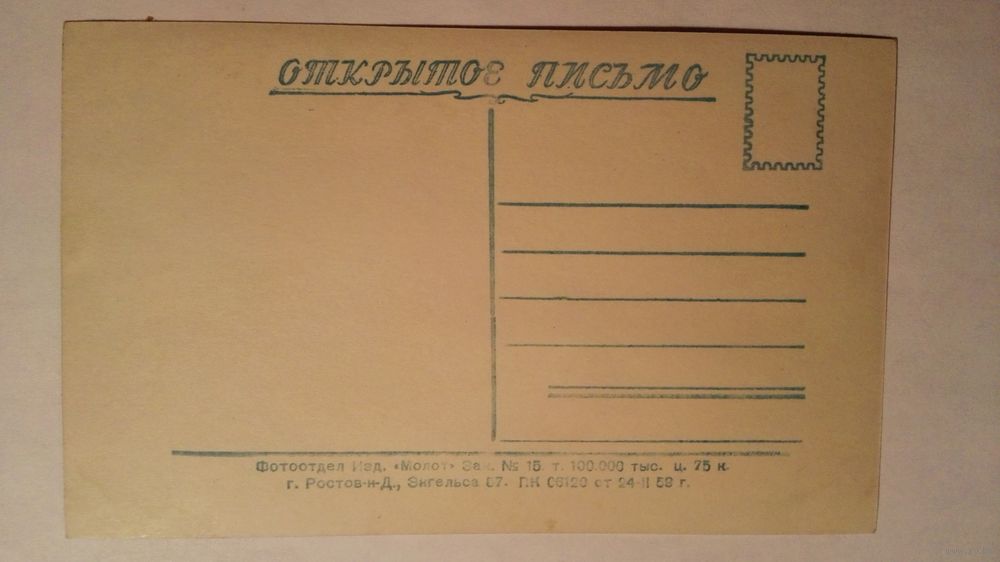 ОТКРЫТОЕ ПИСЬМО
Фотоотдел Изд. «Молот» Зак. № 15. т. 100.000 тыс. ц. 75 к.
г. Ростов-н-Д., Энгельса 57. ПК 06120 от 24-II 58 г.